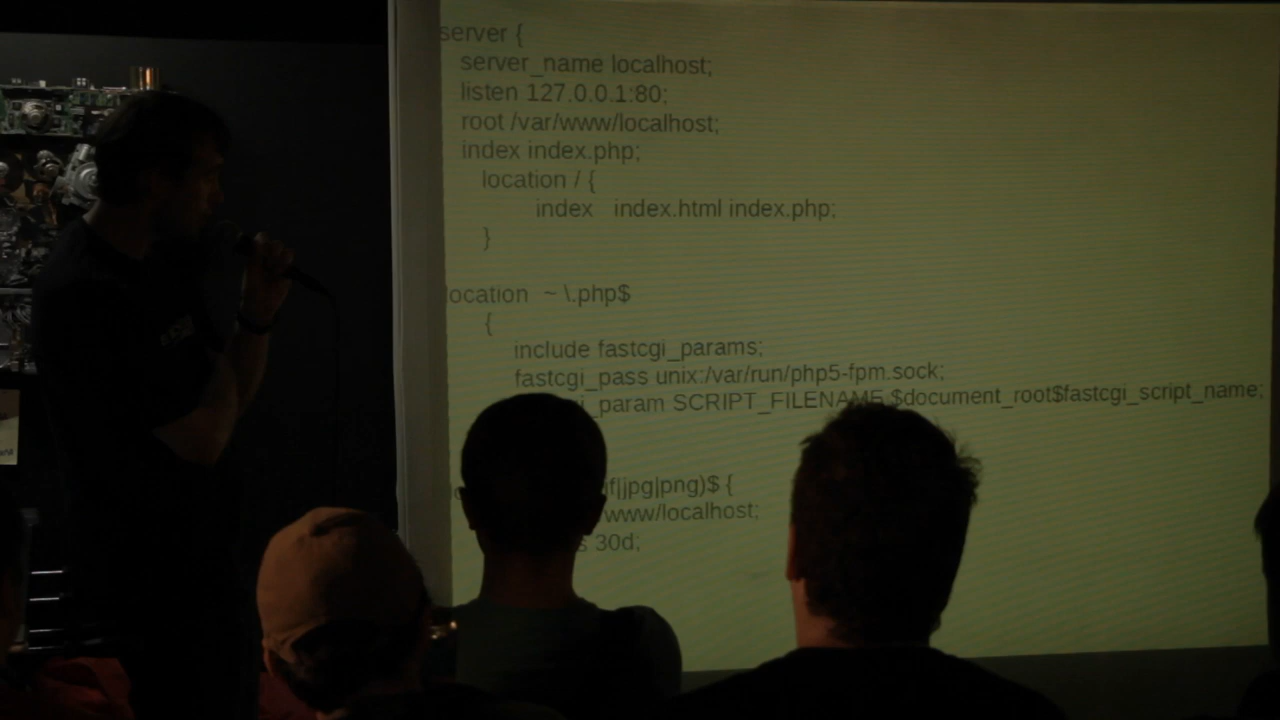 server {
server_name localhost;
listen 127.0.0.1:80;
root /var/www/localhost;
index index.php;
location / {
index index.html index.php;
}
location ~ \.php$
{
include fastcgi_params;
fastcgi_pass unix:/var/run/php5-fpm.sock;
_param SCRIPT_FILENAME $document_root$fastcgi_script_name;
|jpg|png)$ {
www/localhost;
30d;